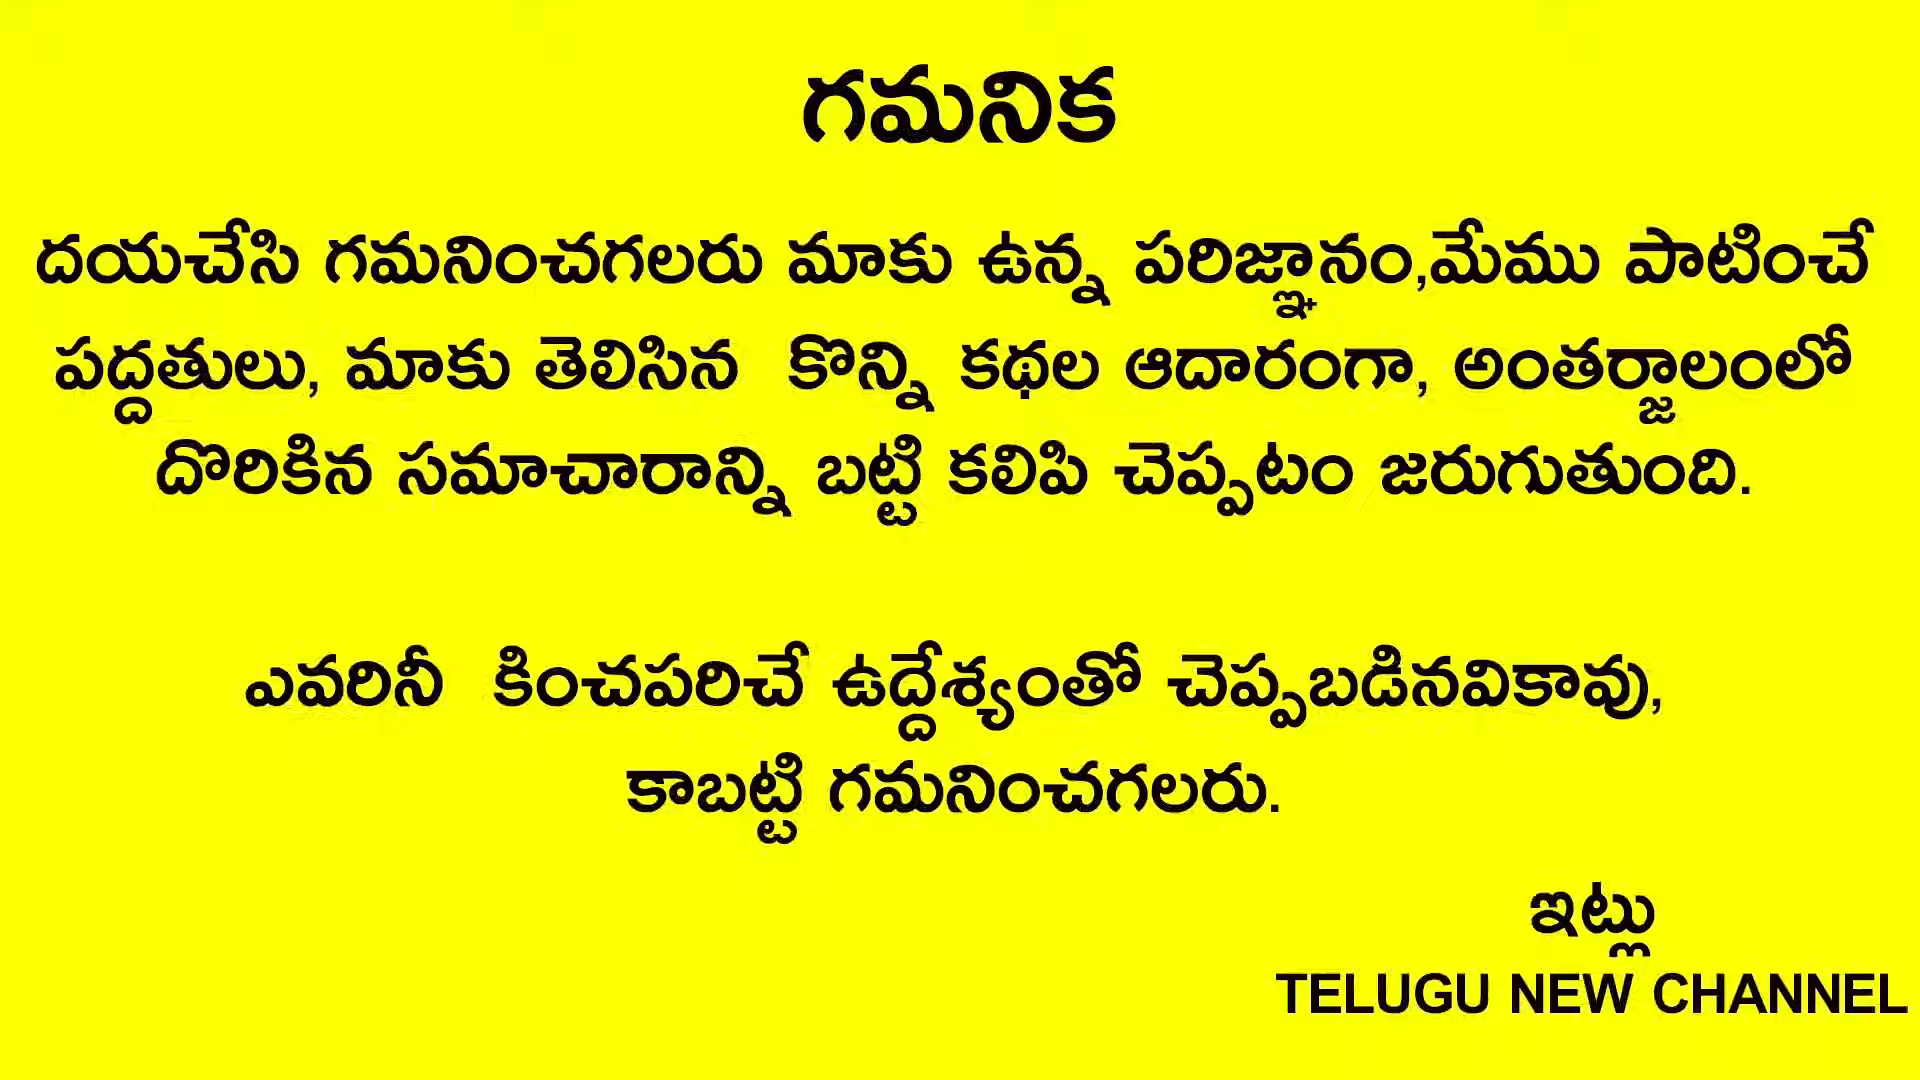 గమనిక
దయచేసి గమనించగలరు మాకు ఉన్న పరిజ్ఞానం,మేము పాటించే
పద్దతులు, మాకు తెలిసిన కొన్ని కథల ఆదారంగా, అంతర్జాలంలో
దొరికిన సమాచారాన్ని బట్టి కలిపి చెప్పటం జరుగుతుంది.
ఎవరినీ కించపరిచే ఉద్దేశ్యంతో చెప్పబడినవికావు,
కాబట్టి గమనించగలరు.
ఇట్లు
TELUGU NEW CHANNEL